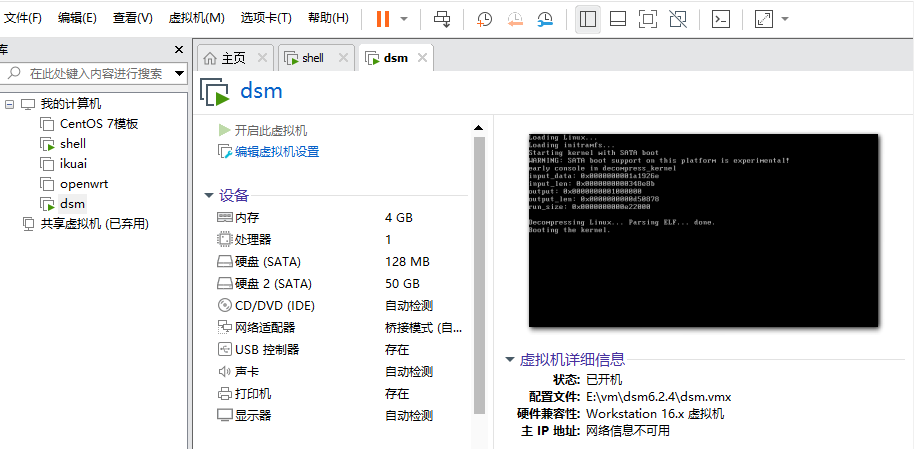 文件(F) 编辑(E) 查看(V) 虚拟机(M) 选项卡(T) 帮助(H)
库
在此处键入内容进行搜索
我的计算机
CentOS 7模板
shell
ikuai
openwrt
dsm
共享虚拟机 (已弃用)
主页 shell dsm
dsm
开启此虚拟机
编辑虚拟机设置
设备
内存 4 GB
处理器 1
硬盘 (SATA) 128 MB
硬盘 2 (SATA) 50 GB
CD/DVD (IDE) 自动检测
网络适配器 桥接模式 (自...
USB 控制器 存在
声卡 自动检测
打印机 存在
显示器 自动检测
Loading Linux...
Loading initramfs...
Starting kernel with SATA boot
WARNING: SATA boot support on this platform is experimental!
early console in decompress_kernel
input_data: 0x0000000001a1926e
input_len: 0x0000000000348e8b
output: 0x0000000001000000
output_len: 0x0000000000d50878
run_size: 0x0000000000e22000
Decompressing Linux... Parsing ELF... done.
Booting the kernel.
虚拟机详细信息
状态: 已开机
配置文件: E:\vm\dsm6.2.4\dsm.vmx
硬件兼容性: Workstation 16.x 虚拟机
主 IP 地址: 网络信息不可用